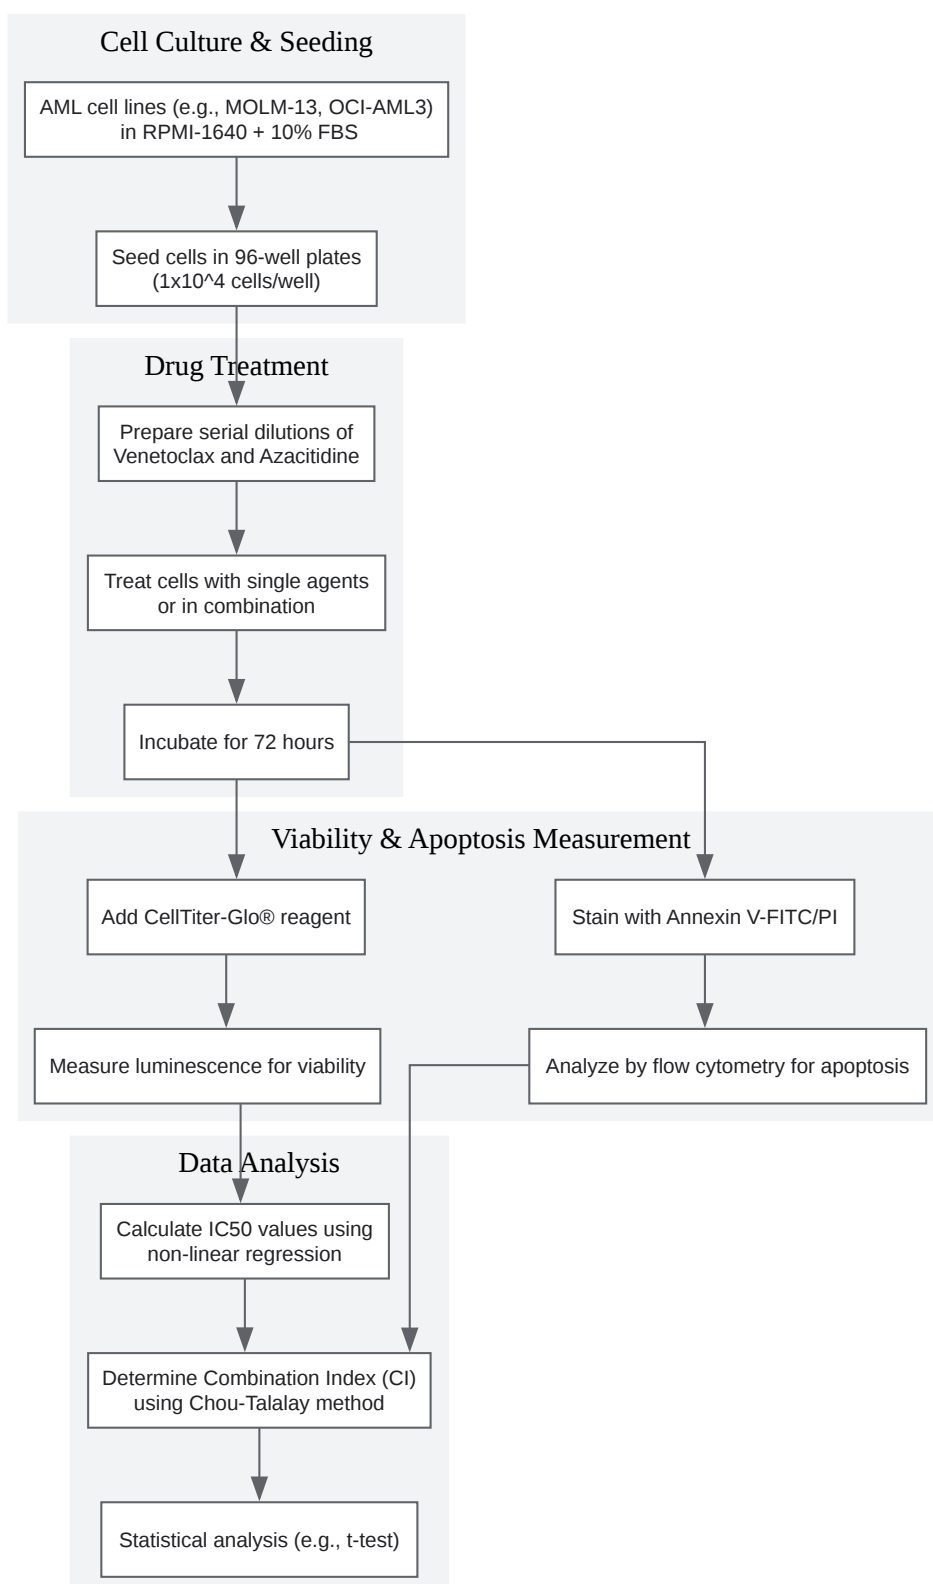 Cell Culture & Seeding
AML cell lines (e.g., MOLM-13, OCI-AML3)
in RPMI-1640 + 10% FBS
Seed cells in 96-well plates
(1x10^4 cells/well)
Drug Treatment
Prepare serial dilutions of
Venetoclax and Azacitidine
Treat cells with single agents
or in combination
Incubate for 72 hours
Viability & Apoptosis Measurement
Add CellTiter-Glo® reagent
Stain with Annexin V-FITC/PI
Measure luminescence for viability
Analyze by flow cytometry for apoptosis
Data Analysis
Calculate IC50 values using
non-linear regression
Determine Combination Index (CI)
using Chou-Talalay method
Statistical analysis (e.g., t-test)